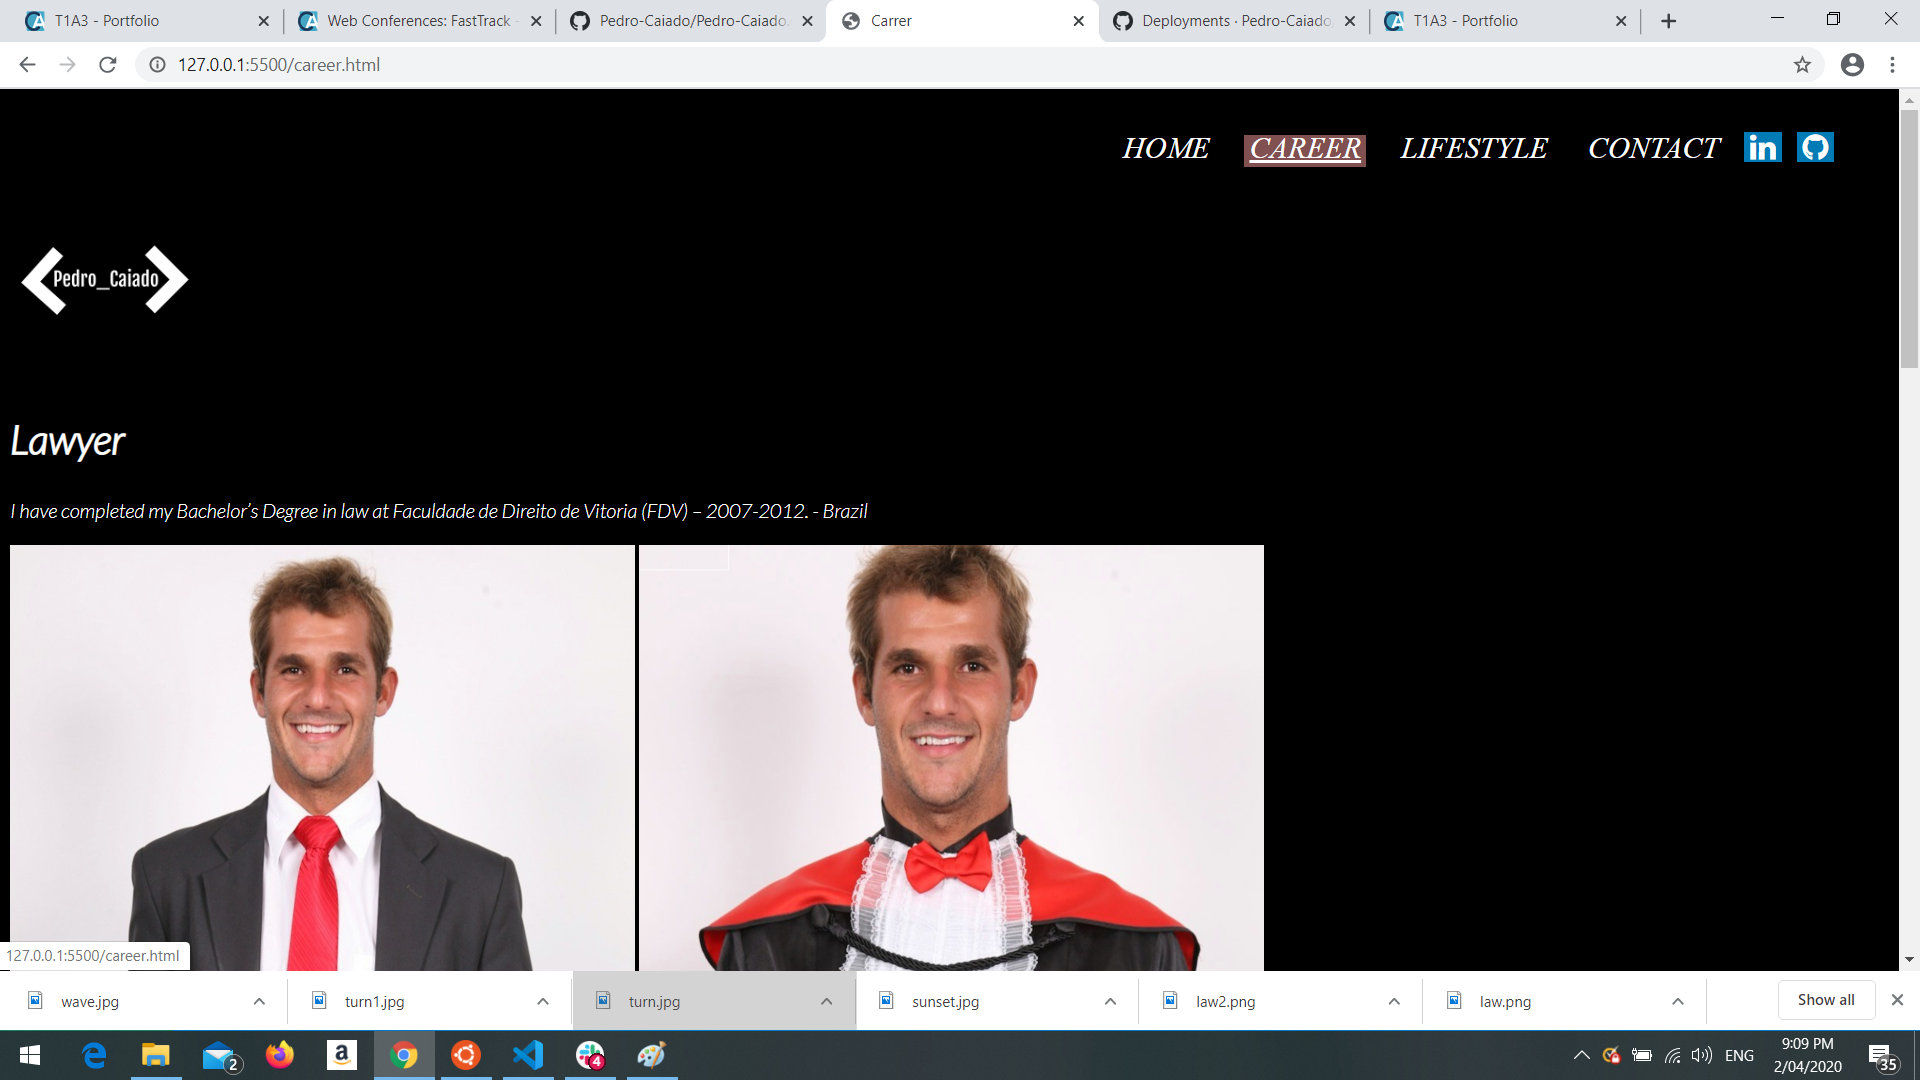 T1A3 - Portfolio
Web Conferences: FastTrack -
Pedro-Caiado/Pedro-Caiado.
Carrer
Deployments · Pedro-Caiado
T1A3 - Portfolio
127.0.0.1:5500/career.html
HOME CAREER LIFESTYLE CONTACT in
Pedro_Caiado
Lawyer
I have completed my Bachelor’s Degree in law at Faculdade de Direito de Vitoria (FDV) – 2007-2012. - Brazil
127.0.0.1:5500/career.html
wave.jpg
turn1.jpg
turn.jpg
sunset.jpg
law2.png
law.png
Show all
2
4
ENG
9:09 PM
2/04/2020
35